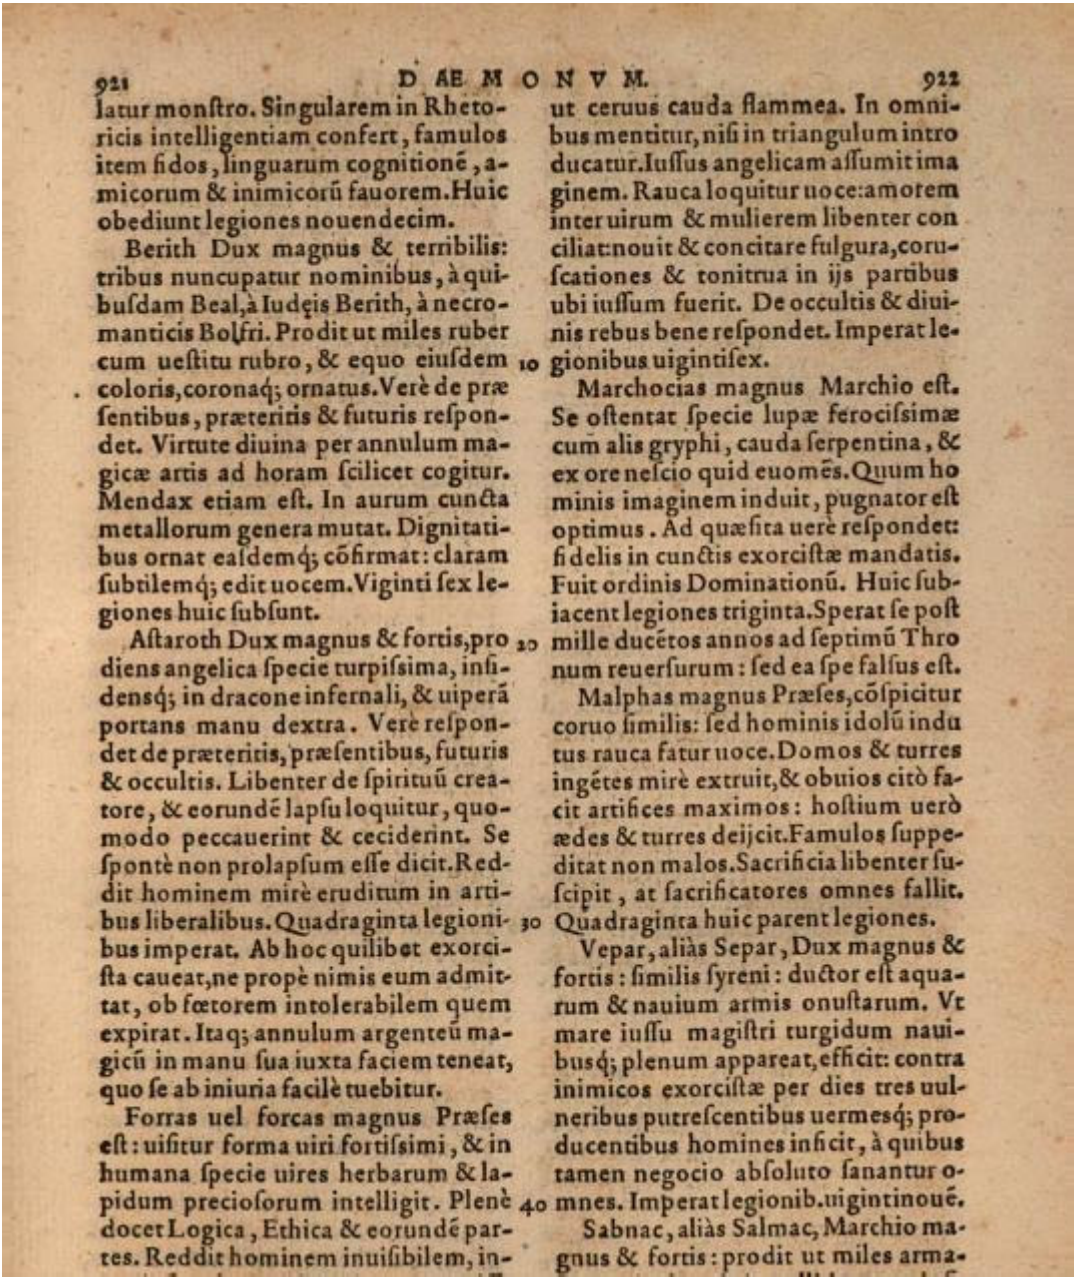 921 DAEMONVM. 922
latur monſtro. Singularem in Rheto-
ricis intelligentiam confert, famulos
item fidos, linguarum cognitionẽ, a-
micorum & inimicorũ fauorem. Huic
obediunt legiones nouendecim.
Berith Dux magnus & terribilis:
tribus nuncupatur nominibus, à qui-
buſdam Beal, à Iudęis Berith, à necro-
manticis Bolfri. Prodit ut miles ruber
cum ueſtitu rubro, & equo eiuſdem
coloris, coronaq́; ornatus. Verè de præ
ſentibus, præteritis & futuris reſpon-
det. Virtute diuina per annulum ma-
gicæ artis ad horam ſcilicet cogitur.
Mendax etiam eſt. In aurum cuncta
metallorum genera mutat. Dignitati-
bus ornat eaſdemq́; cõfirmat: claram
ſubtilemq́; edit uocem. Viginti ſex le-
giones huic ſubſunt.
Aſtaroth Dux magnus & fortis, pro
diens angelica ſpecie turpiſsima, inſi-
densq́; in dracone infernali, & uiperã
portans manu dextra. Verè reſpon-
det de præteritis, præſentibus, futuris
& occultis. Libenter de ſpirituũ crea-
tore, & eorundẽ lapſu loquitur, quo-
modo peccauerint & ceciderint. Se
ſpontè non prolapſum eſſe dicit. Red-
dit hominem mirè eruditum in arti-
bus liberalibus. Quadraginta legioni-
bus imperat. Ab hoc quilibet exorci-
ſta caueat, ne propè nimis eum admit-
tat, ob fœtorem intolerabilem quem
expirat. Itaq; annulum argenteũ ma-
gicũ in manu ſua iuxta faciem teneat,
quo ſe ab iniuria facilè tuebitur.
Forras uel forcas magnus Præſes
eſt: uiſitur forma uiri fortiſsimi, & in
humana ſpecie uires herbarum & la-
pidum precioſorum intelligit. Plenè
docet Logica, Ethica & eorundẽ par-
tes. Reddit hominem inuiſibilem, in-
ut ceruus cauda flammea. In omni-
bus mentitur, niſi in triangulum intro
ducatur. Iuſſus angelicam aſſumit ima
ginem. Rauca loquitur uoce: amorem
inter uirum & mulierem libenter con
ciliat: nouit & concitare fulgura, coru-
ſcationes & tonitrua in ijs partibus
ubi iuſſum fuerit. De occultis & diui-
nis rebus bene reſpondet. Imperat le-
10 gionibus uigintiſex.
Marchocias magnus Marchio eſt.
Se oſtentat ſpecie lupæ ferociſsimæ
cum alis gryphi, cauda ſerpentina, &
ex ore neſcio quid euomẽs. Quum ho
minis imaginem induit, pugnator eſt
optimus. Ad quæſita uerè reſpondet:
fidelis in cunctis exorciſtæ mandatis.
Fuit ordinis Dominationũ. Huic ſub-
iacent legiones triginta. Sperat ſe poſt
20 mille ducẽtos annos ad ſeptimũ Thro
num reuerſurum: ſed ea ſpe falſus eſt.
Malphas magnus Præſes, cõſpicitur
coruo ſimilis: ſed hominis idolũ indu
tus rauca fatur uoce. Domos & turres
ingẽtes mirè extruit, & obuios citò fa-
cit artifices maximos: hoſtium uerò
ædes & turres deijcit. Famulos ſuppe-
ditat non malos. Sacrificia libenter ſu-
ſcipit, at ſacrificatores omnes fallit.
30 Quadraginta huic parent legiones.
Vepar, aliàs Separ, Dux magnus &
fortis: ſimilis ſyreni: ductor eſt aqua-
rum & nauium armis onuſtarum. Vt
mare iuſſu magiſtri turgidum naui-
busq́; plenum appareat, efficit: contra
inimicos exorciſtæ per dies tres uul-
neribus putreſcentibus uermesq́; pro-
ducentibus homines inficit, à quibus
tamen negocio abſoluto ſanantur o-
40 mnes. Imperat legionib. uigintinouẽ.
Sabnac, aliàs Salmac, Marchio ma-
gnus & fortis: prodit ut miles arma-